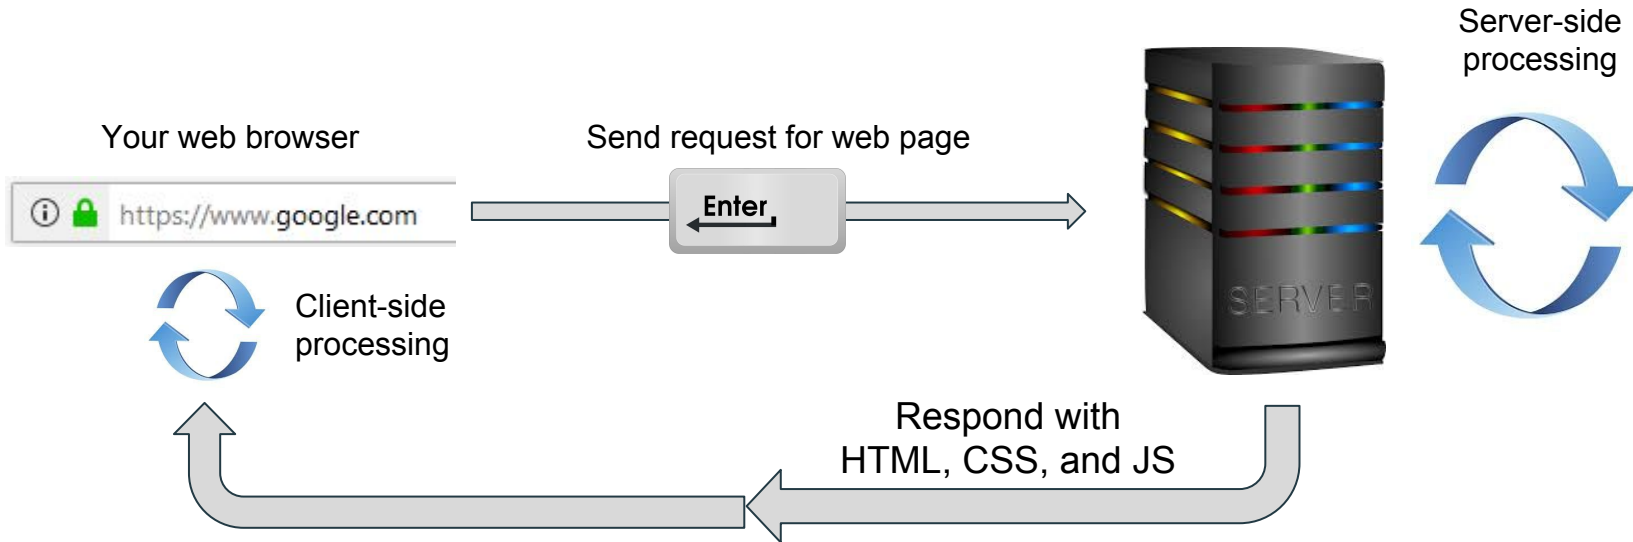 Server-side
processing
Your web browser
Send request for web page
https://www.google.com
Enter
SERVER
Client-side
processing
Respond with
HTML, CSS, and JS